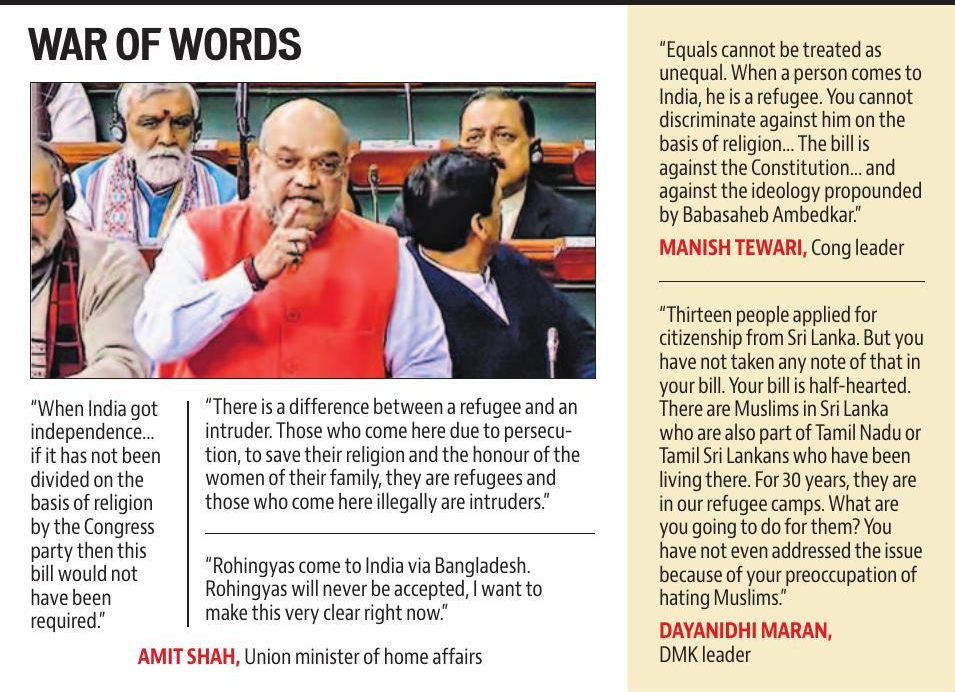 WAR OF WORDS
“When India got
independence...
if it has not been
divided on the
basis of religion
by the Congress
party then this
bill would not
have been
required.”
“There is a difference between a refugee and an
intruder. Those who come here due to persecu-
tion, to save their religion and the honour of the
women of their family, they are refugees and
those who come here illegally are intruders.”
“Rohingyas come to India via Bangladesh.
Rohingyas will never be accepted, I want to
make this very clear right now.”
AMIT SHAH, Union minister of home affairs
“Equals cannot be treated as
unequal. When a person comes to
India, he is a refugee. You cannot
discriminate against him on the
basis of religion... The bill is
against the Constitution... and
against the ideology propounded
by Babasaheb Ambedkar.”
MANISH TEWARI, Cong leader
“Thirteen people applied for
citizenship from Sri Lanka. But you
have not taken any note of that in
your bill. Your bill is half-hearted.
There are Muslims in Sri Lanka
who are also part of Tamil Nadu or
Tamil Sri Lankans who have been
living there. For 30 years, they are
in our refugee camps. What are
you going to do for them? You
have not even addressed the issue
because of your preoccupation of
hating Muslims.”
DAYANIDHI MARAN,
DMK leader